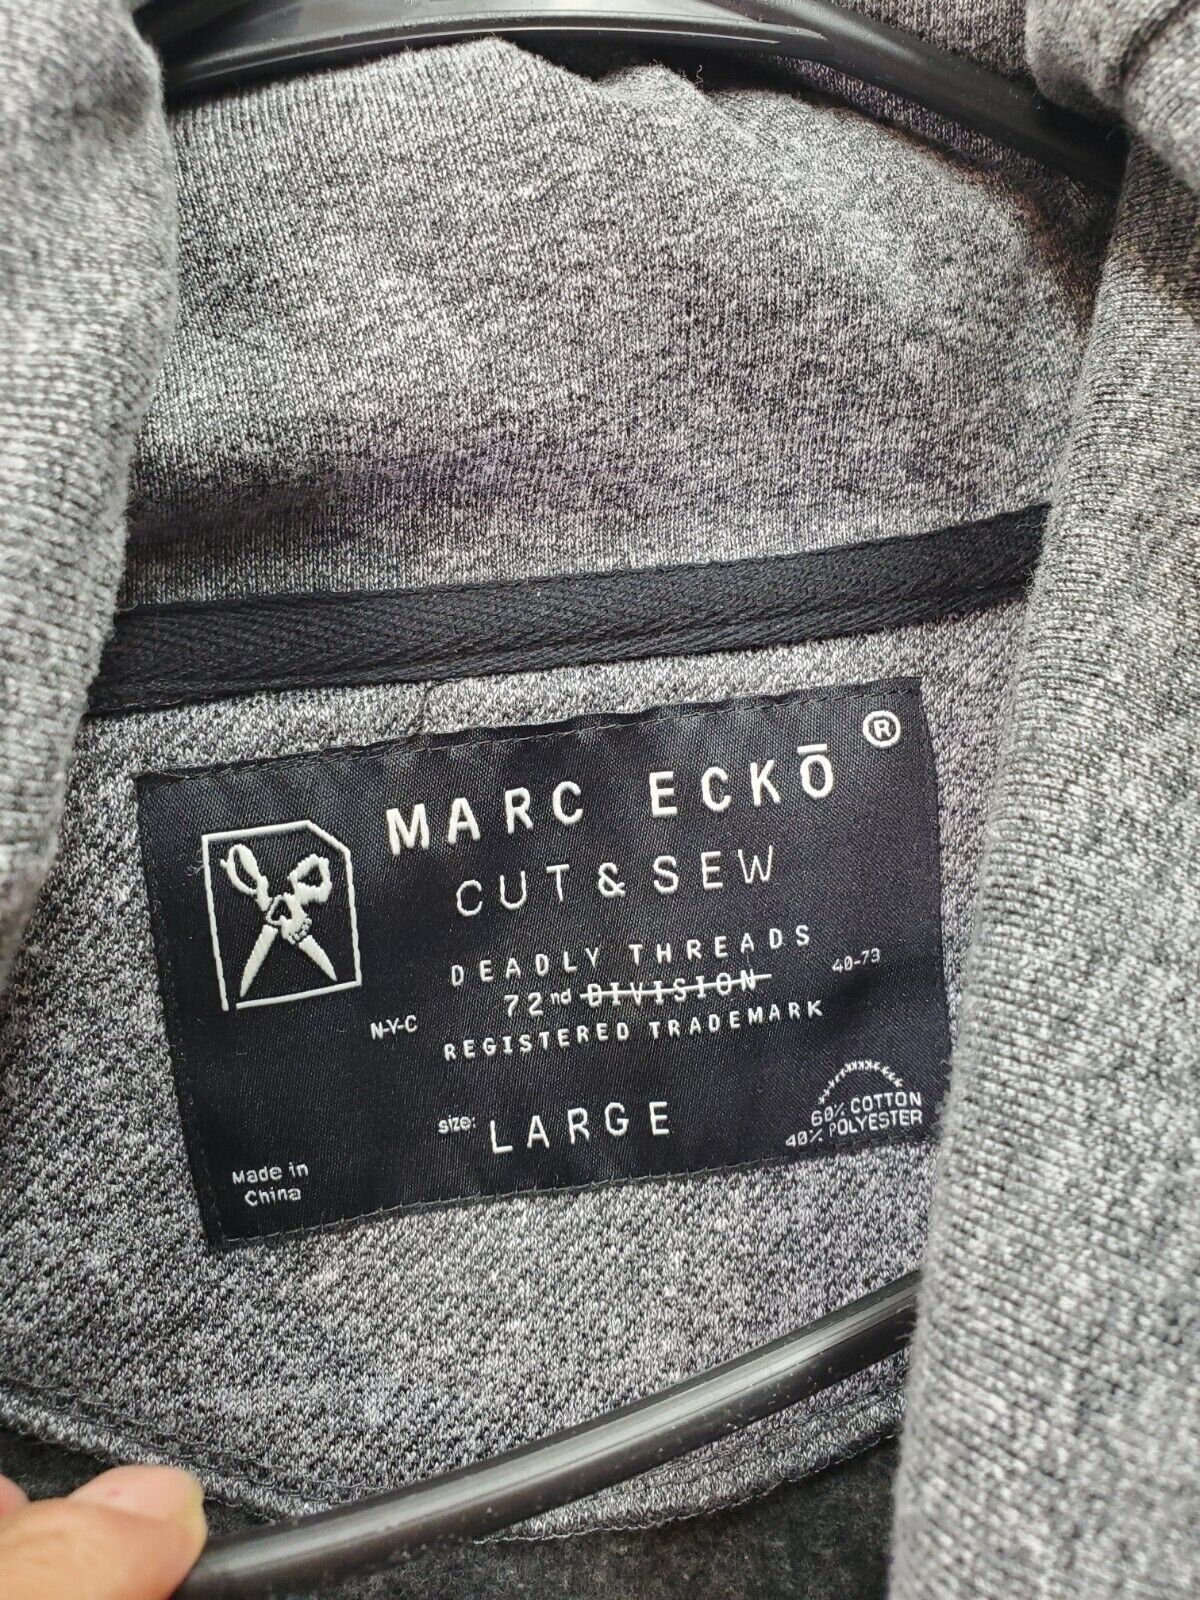 MARC ECKŌ ®
CUT & SEW
DEADLY THREADS
72nd DIVISION
40-73
N-Y-C
REGISTERED TRADEMARK
size: LARGE
60% COTTON
40% POLYESTER
Made in
China